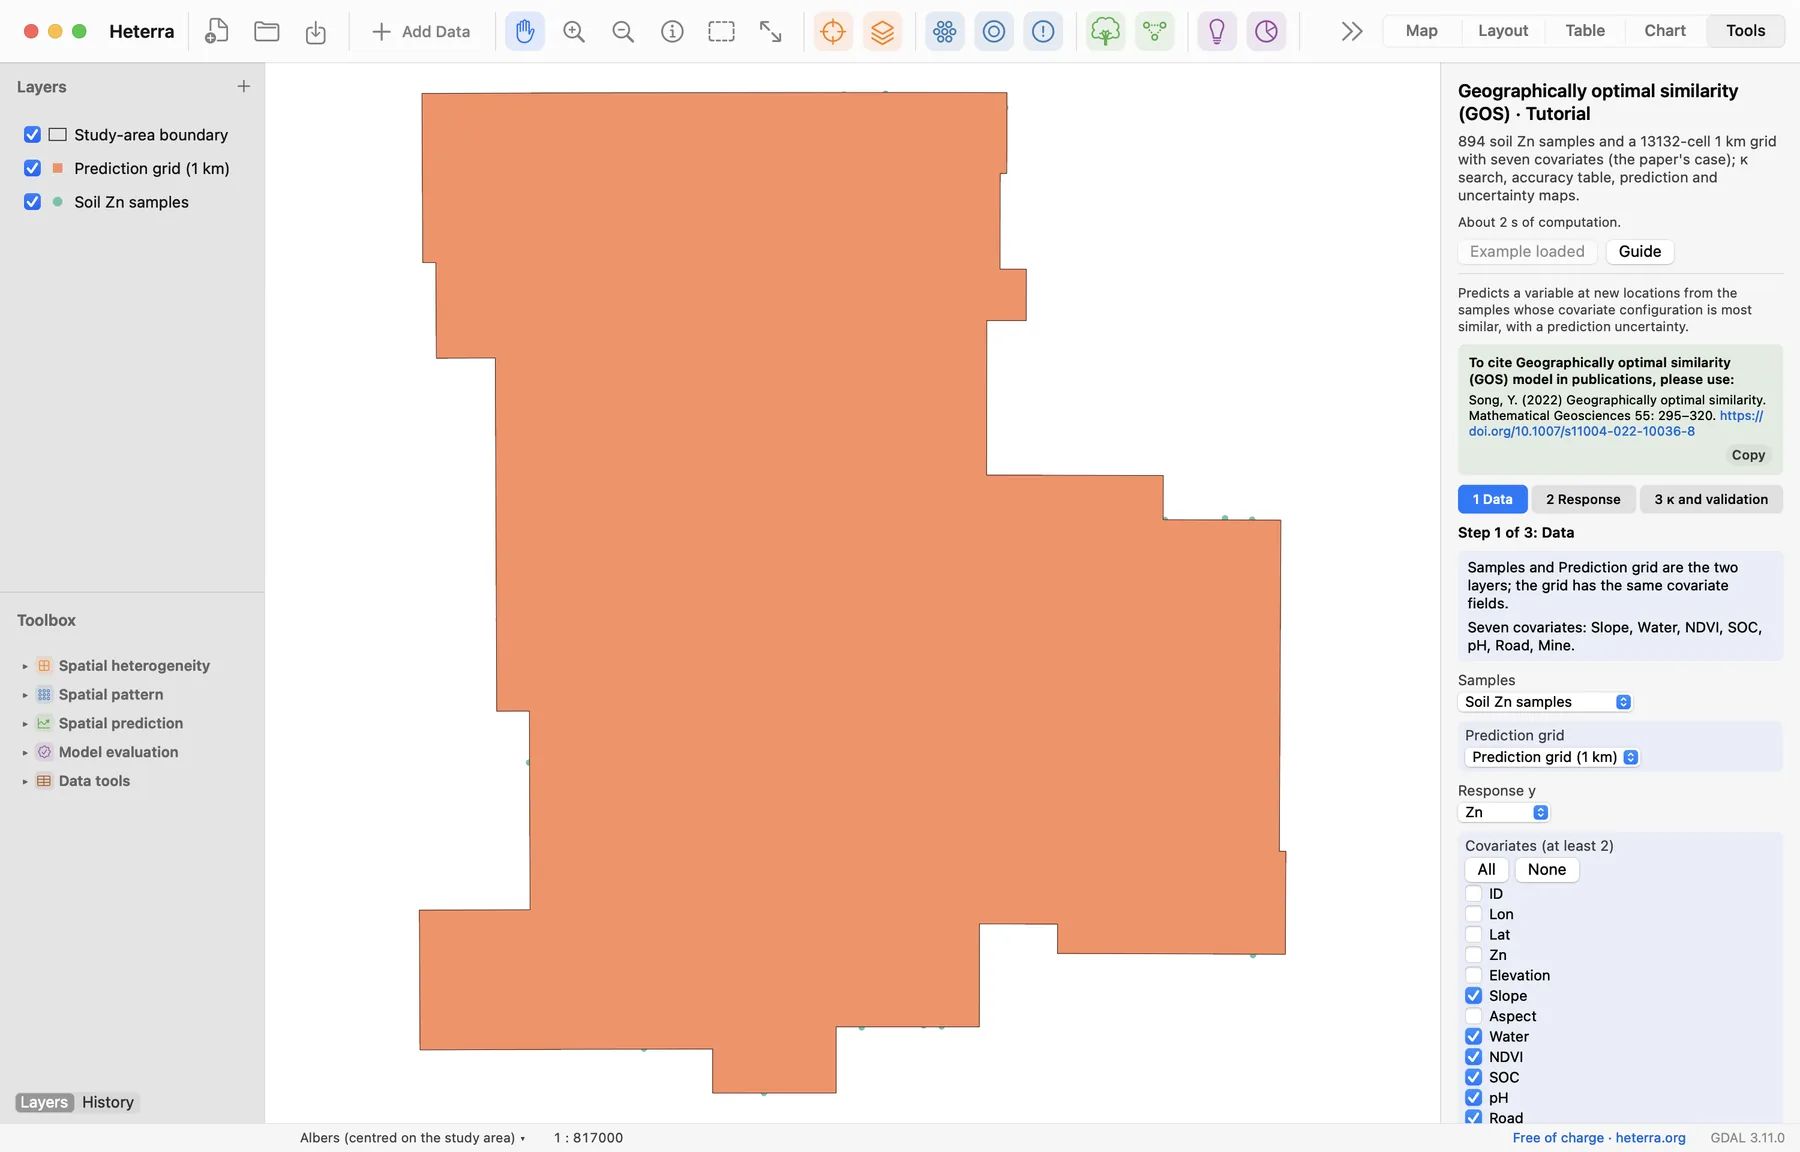 Heterra
Add Data
Map
Layout
Table
Chart
Tools
Layers
Study-area boundary
Prediction grid (1 km)
Soil Zn samples
Toolbox
Spatial heterogeneity
Spatial pattern
Spatial prediction
Model evaluation
Data tools
Layers
History
Albers (centred on the study area)
1 : 817000
Geographically optimal similarity
(GOS) · Tutorial
894 soil Zn samples and a 13132-cell 1 km grid
with seven covariates (the paper's case); κ
search, accuracy table, prediction and
uncertainty maps.
About 2 s of computation.
Example loaded
Guide
Predicts a variable at new locations from the
samples whose covariate configuration is most
similar, with a prediction uncertainty.
To cite Geographically optimal similarity
(GOS) model in publications, please use:
Song, Y. (2022) Geographically optimal similarity.
Mathematical Geosciences 55: 295–320. https://
doi.org/10.1007/s11004-022-10036-8
Copy
1 Data
2 Response
3 κ and validation
Step 1 of 3: Data
Samples and Prediction grid are the two
layers; the grid has the same covariate
fields.
Seven covariates: Slope, Water, NDVI, SOC,
pH, Road, Mine.
Samples
Soil Zn samples
Prediction grid
Prediction grid (1 km)
Response y
Zn
Covariates (at least 2)
All
None
ID
Lon
Lat
Zn
Elevation
Slope
Aspect
Water
NDVI
SOC
pH
Road
Free of charge · heterra.org
GDAL 3.11.0